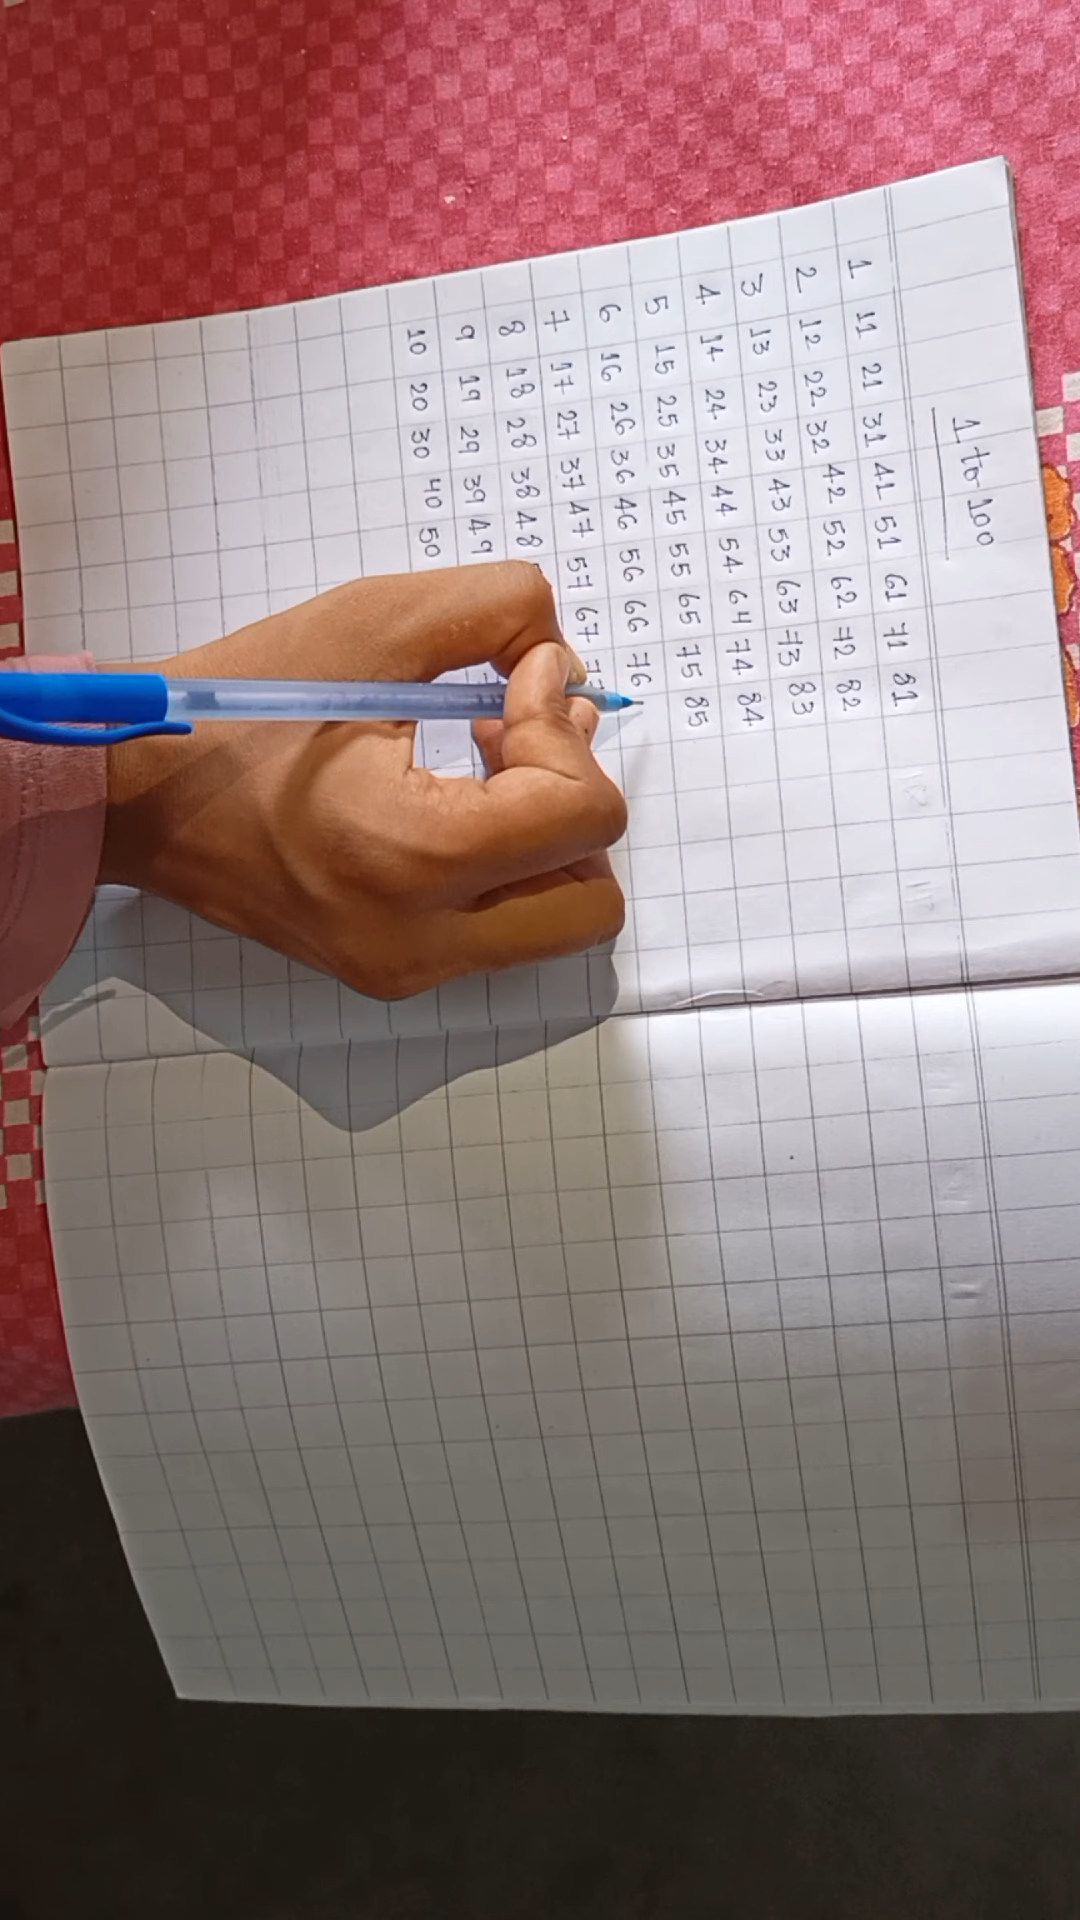 1 to 100
1 11 21 31 41 51 61 71 81
2 12 22 32 42 52 62 72 82
3 13 23 33 43 53 63 73 83
4 14 24 34 44 54 64 74 84
5 15 25 35 45 55 65 75 85
6 16 26 36 46 56 66 76
7 17 27 37 47 57 67
8 18 28 38 48
9 19 29 39 49
10 20 30 40 50